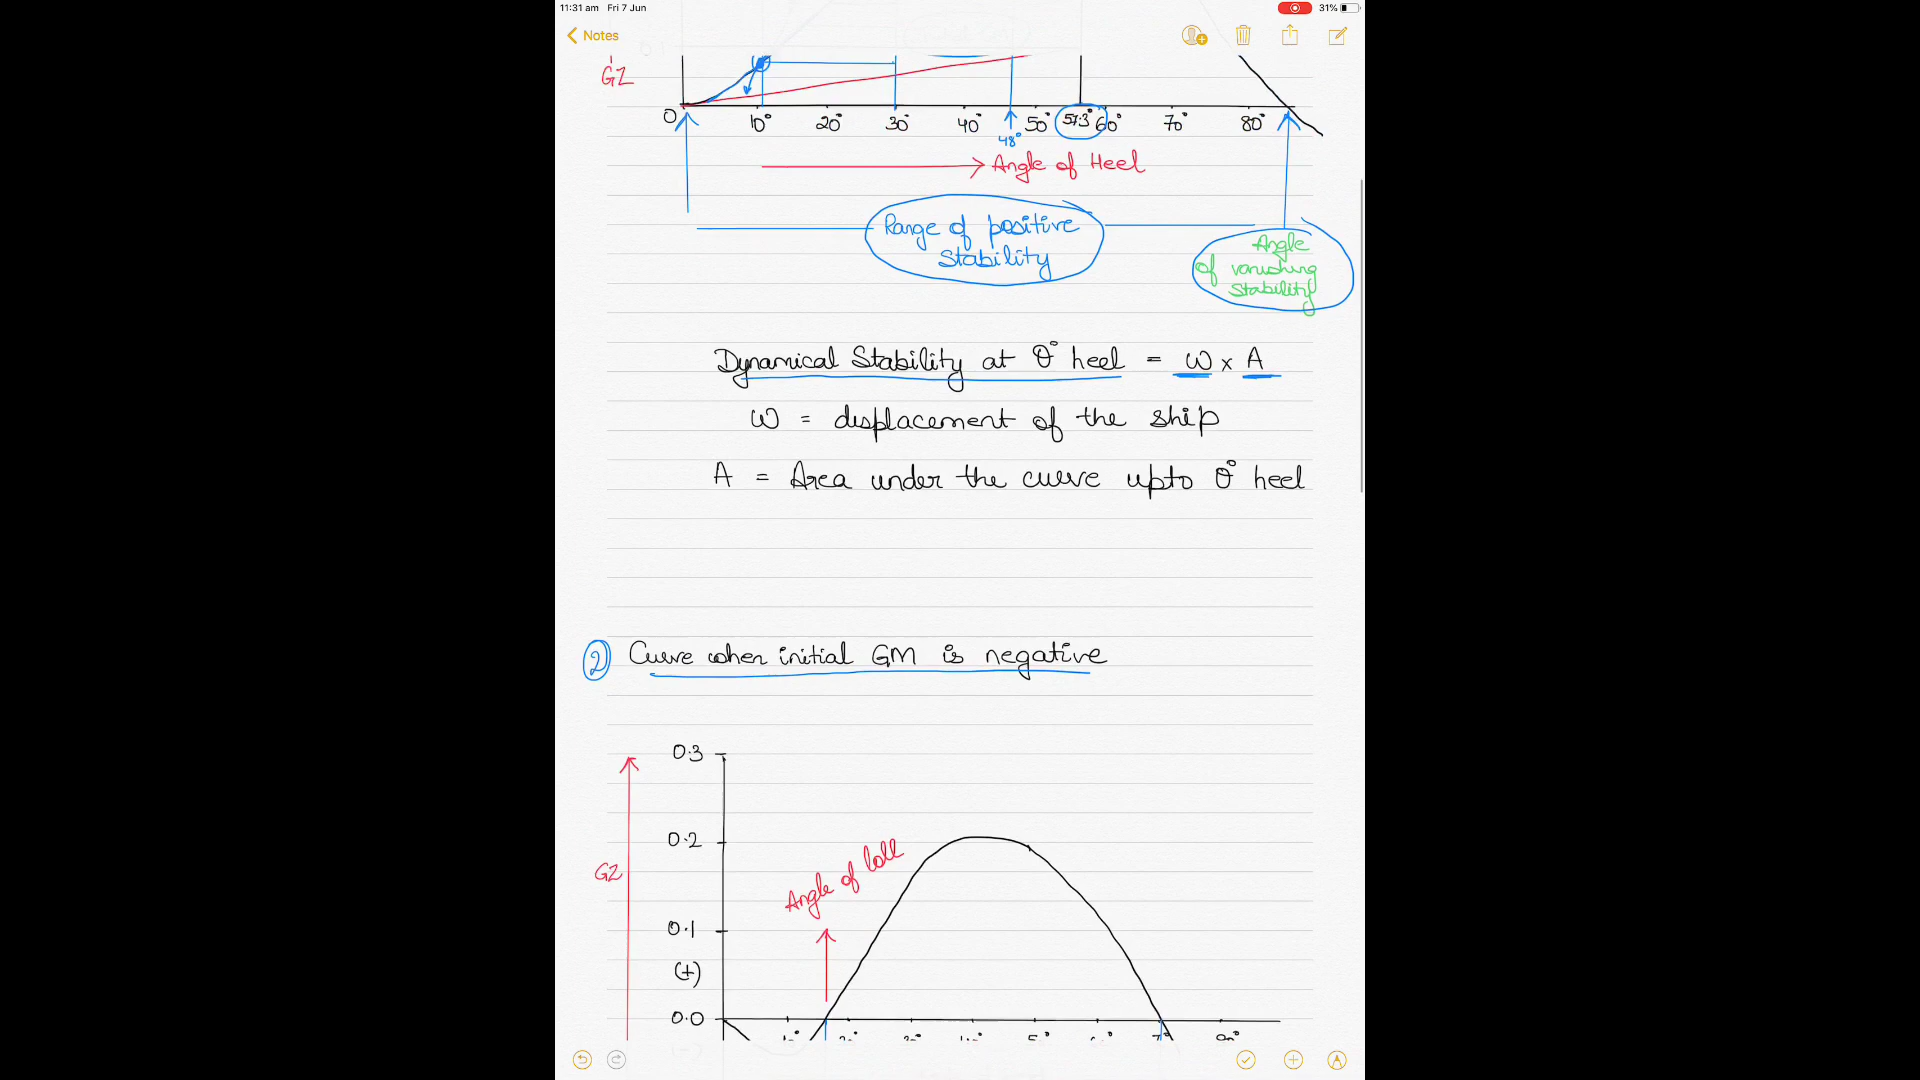 11:31 am Fri 7 Jun
31%
Notes
GZ
0 10° 20° 30° 40° 50° 57.3° 60° 70° 80°
48°
Angle of Heel
Range of positive
Stability
Angle
of vanishing
Stability
Dynamical Stability at θ° heel = W × A
W = displacement of the ship
A = Area under the curve upto θ° heel
2 Curve when initial GM is negative
0.3
0.2
Angle of loll
GZ
0.1
(+)
0.0